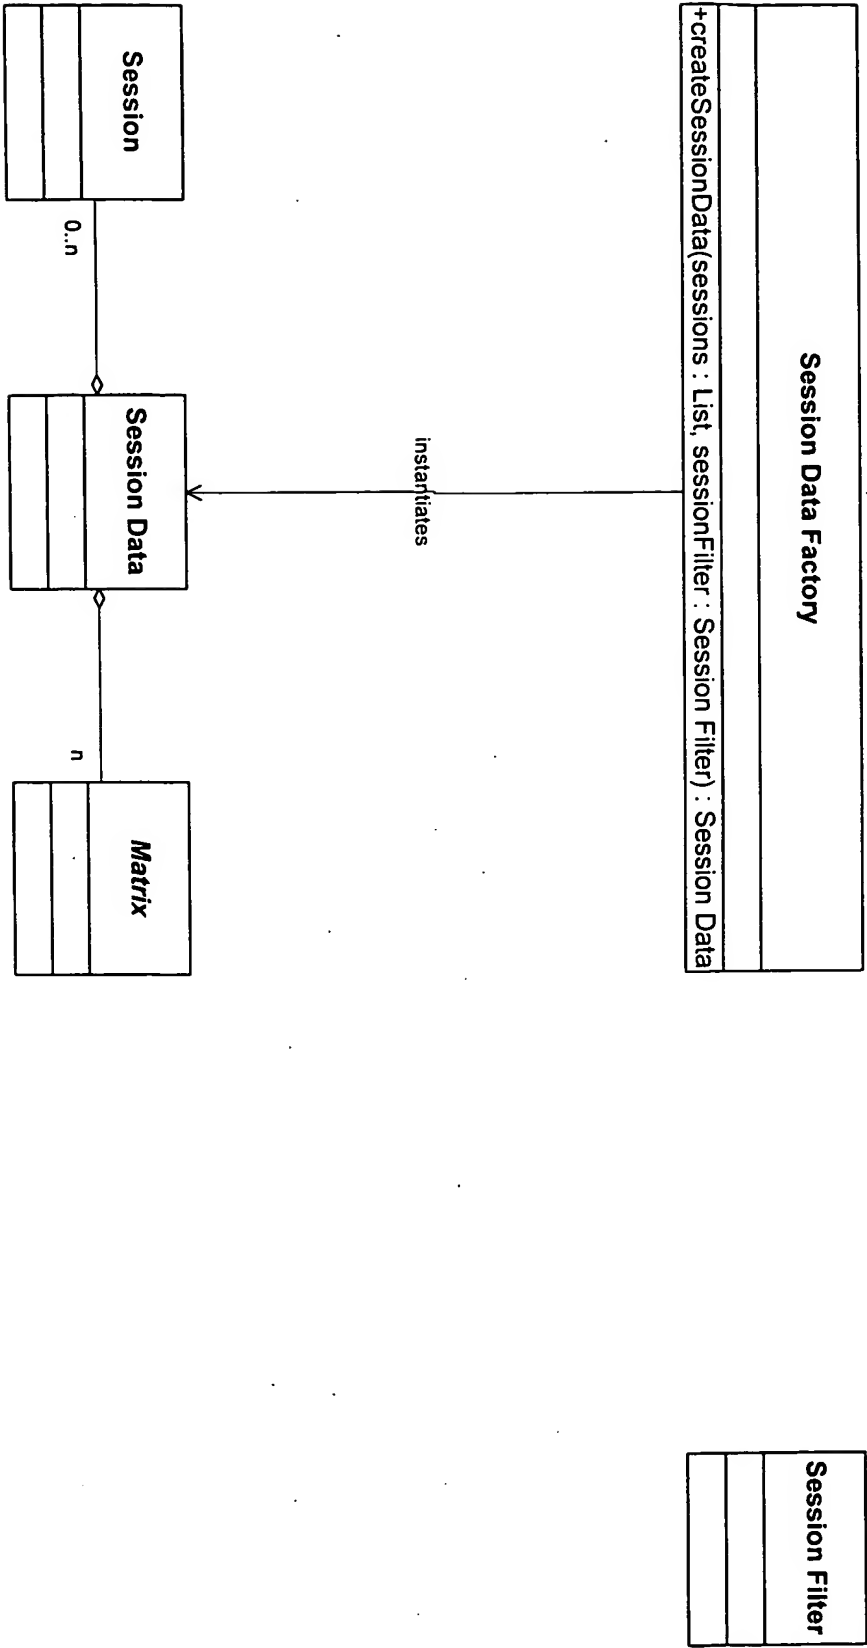 Session Data Factory
+createSessionData(sessions : List, sessionFilter : Session Filter) : Session Data
Session Filter
instantiates
Session
0..n
Session Data
n
Matrix